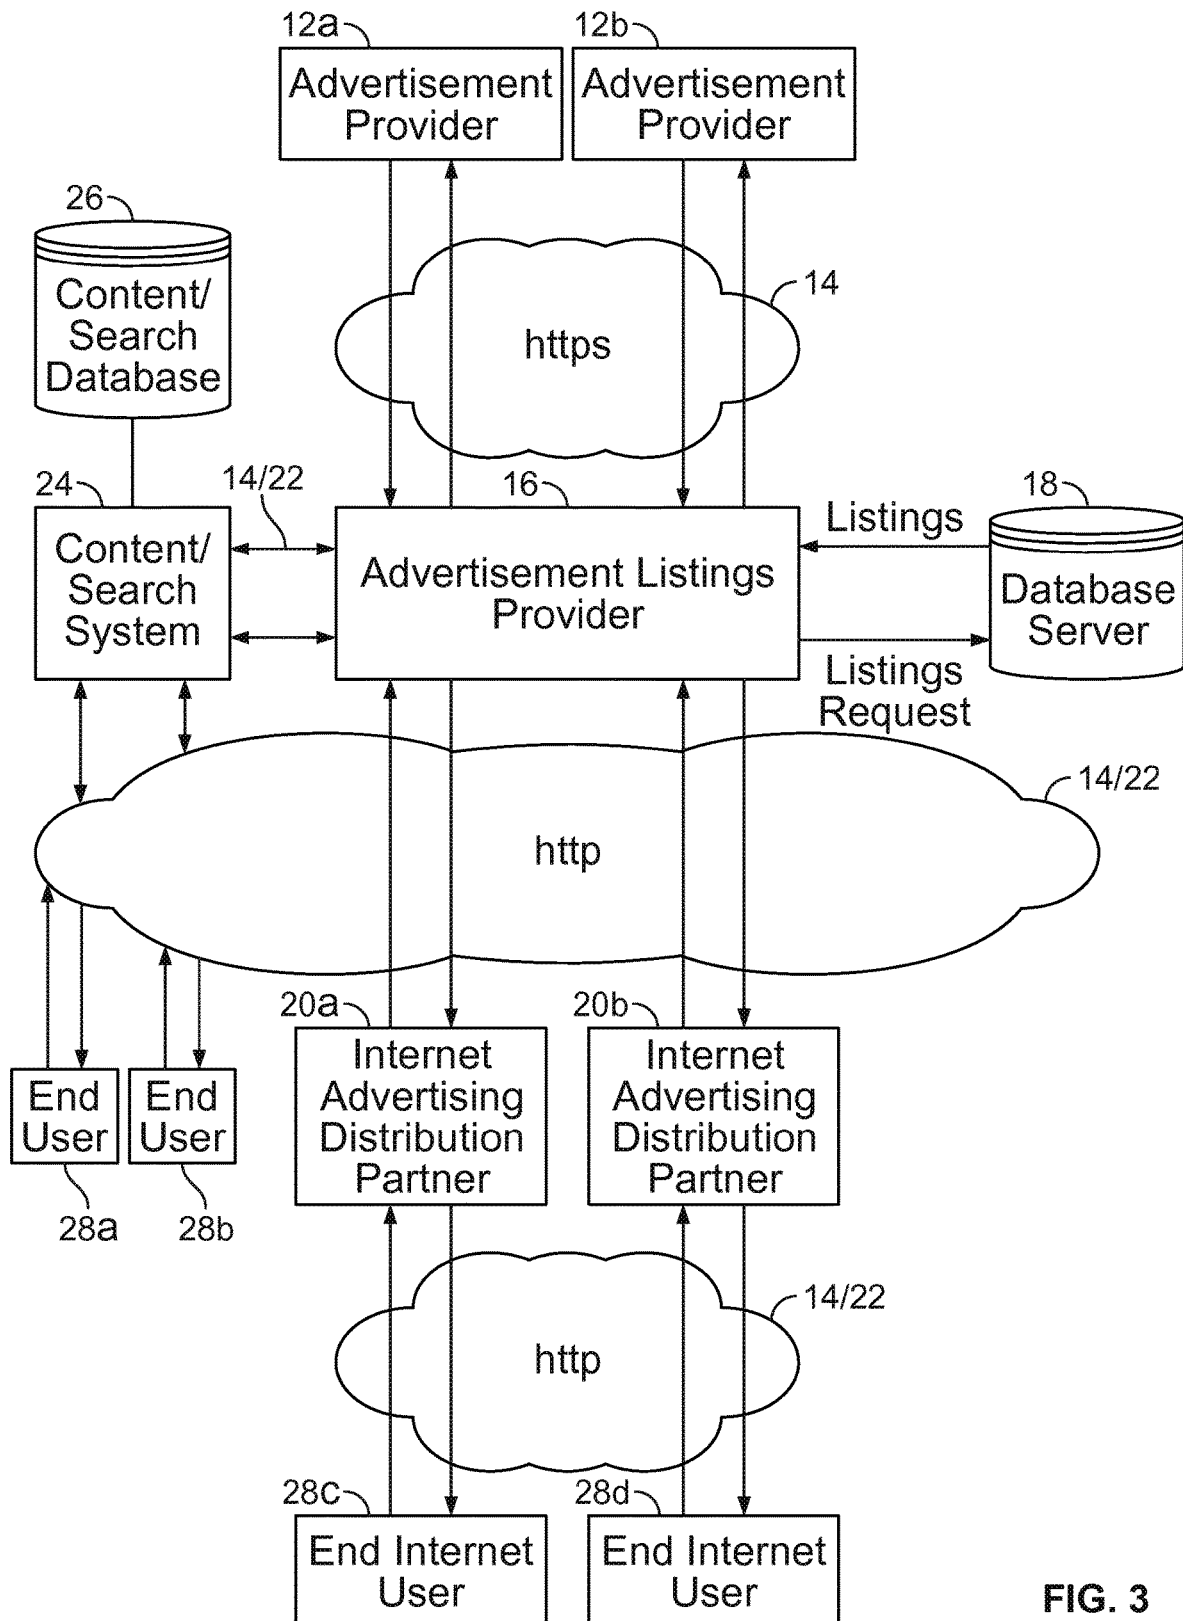 12a
12b
Advertisement
Provider
Advertisement
Provider
26
Content/
Search
Database
14
https
24
14/22
16
18
Content/
Search
System
Advertisement Listings
Provider
Listings
Database
Server
Listings
Request
14/22
http
20a
20b
Internet
Advertising
Distribution
Partner
Internet
Advertising
Distribution
Partner
End
User
End
User
28a
28b
14/22
http
28c
28d
End Internet
User
End Internet
User
FIG. 3